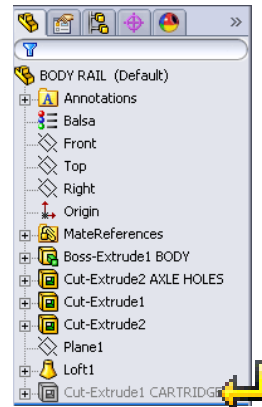 »
BODY RAIL (Default)
A Annotations
Balsa
Front
Top
Right
Origin
MateReferences
Boss-Extrude1 BODY
Cut-Extrude2 AXLE HOLES
Cut-Extrude1
Cut-Extrude2
Plane1
Loft1
Cut-Extrude1 CARTRIDGE